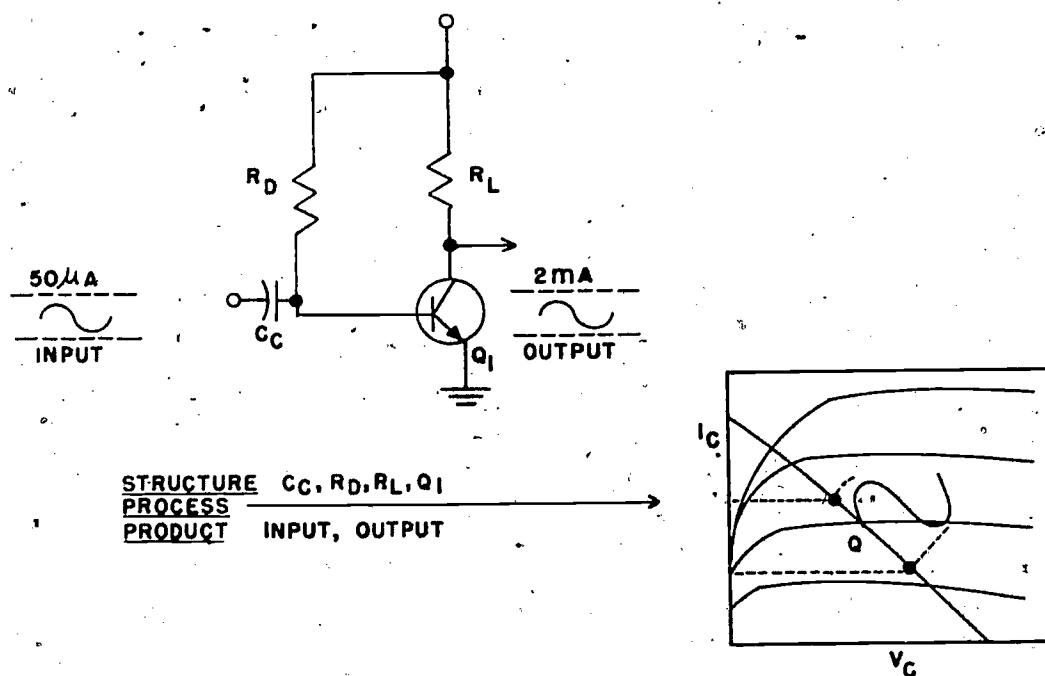 R_D
R_L
50µA
INPUT
C_C
Q_1
2mA
OUTPUT
STRUCTURE C_C, R_D, R_L, Q_1
PROCESS
PRODUCT INPUT, OUTPUT
I_C
Q
V_C